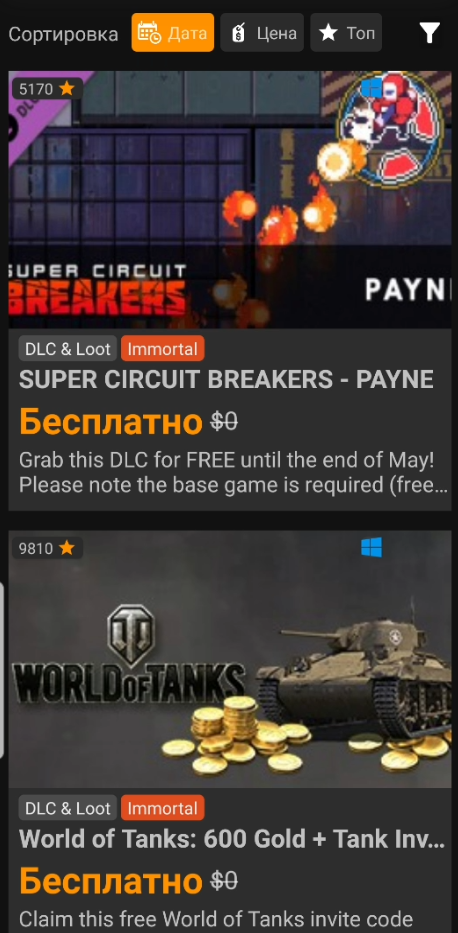 Сортировка Дата Цена Топ
5170
SUPER CIRCUIT
BREAKERS
PAYN
DLC & Loot Immortal
SUPER CIRCUIT BREAKERS - PAYNE
Бесплатно $0
Grab this DLC for FREE until the end of May!
Please note the base game is required (free…
9810
WORLD OF TANKS
DLC & Loot Immortal
World of Tanks: 600 Gold + Tank Inv…
Бесплатно $0
Claim this free World of Tanks invite code